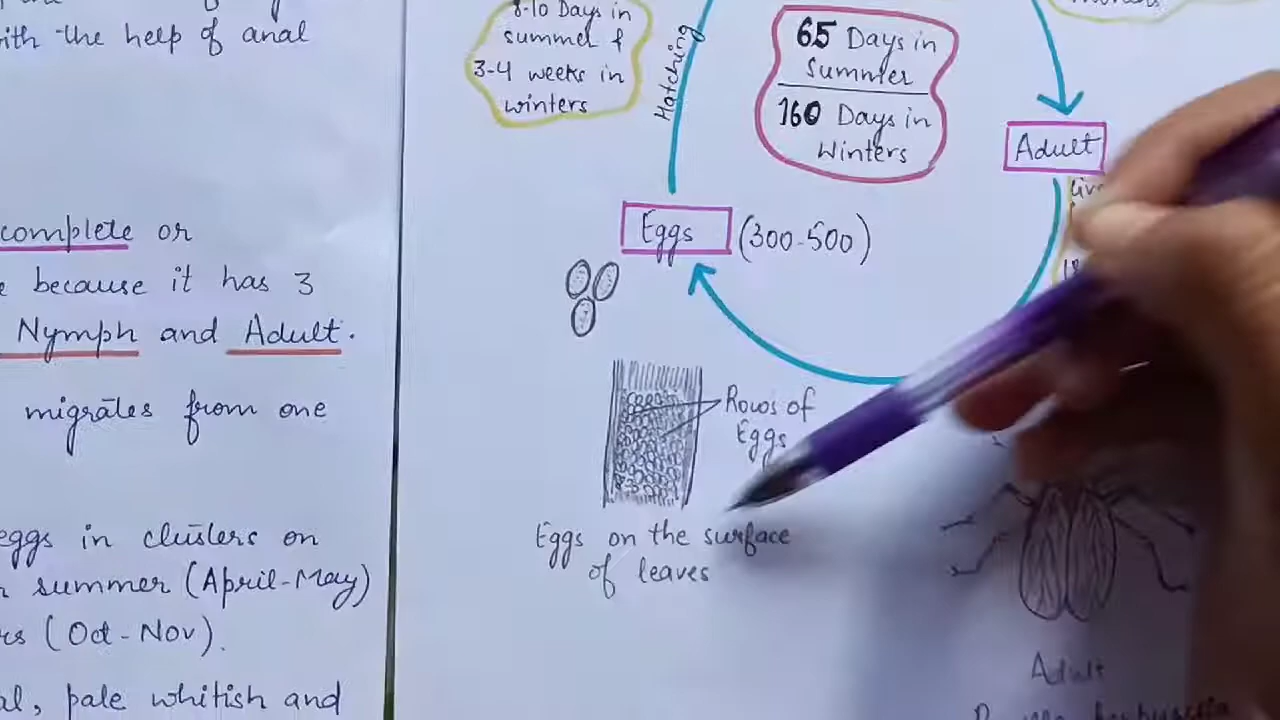 with the help of anal
complete or
because it has 3
Nymph and Adult.
migrates from one
eggs in clusters on
summer (April-May)
(Oct-Nov).
pale whitish and
8-10 Days in
summer &
3-4 weeks in
winters
Hatching
65 Days in
Summer
160 Days in
Winters
Adult
Eggs (300-500)
Rows of
Eggs
Eggs on the surface
of leaves
Adult